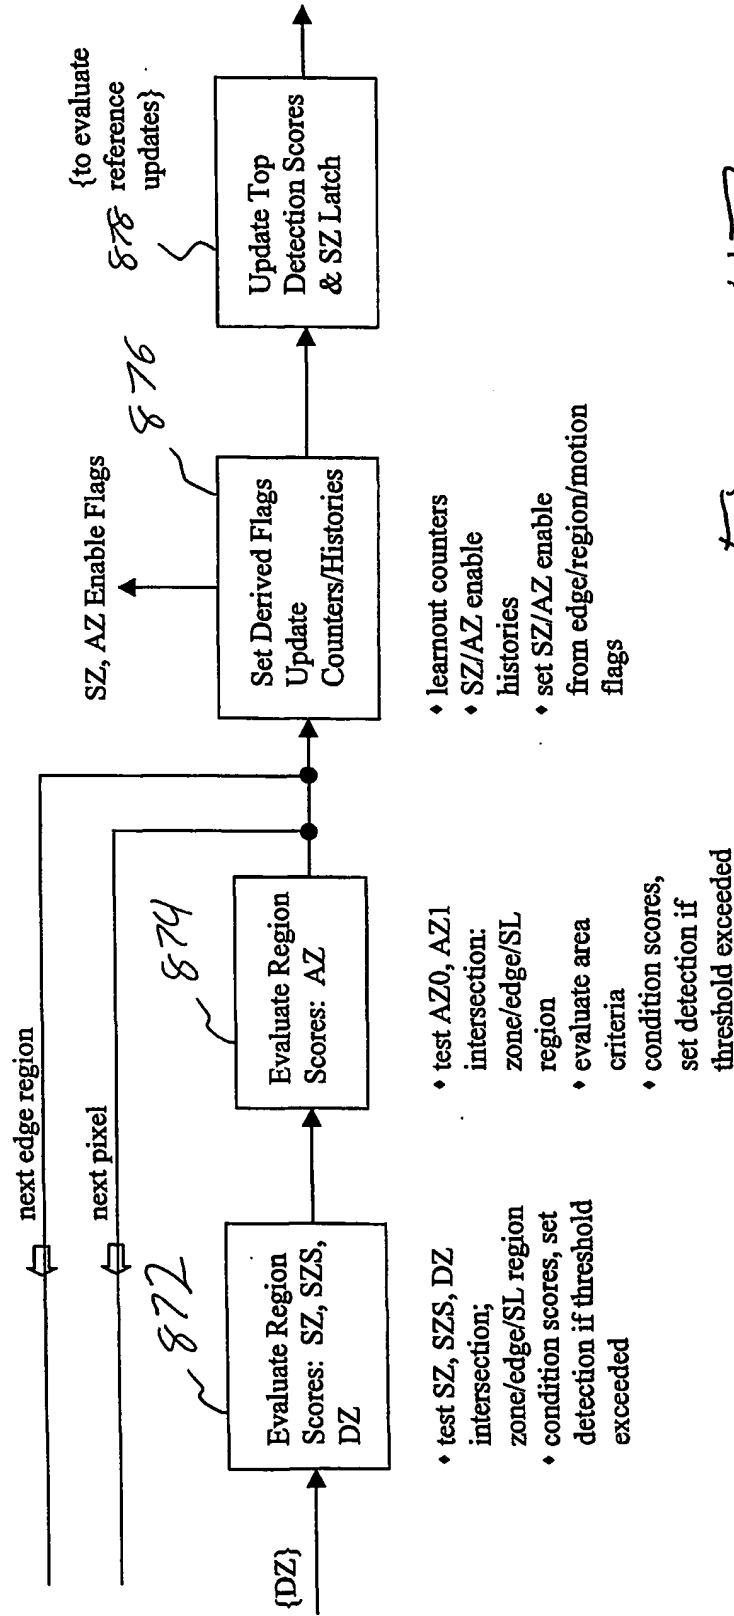 next edge region
next pixel
{DZ}
872
Evaluate Region
Scores: SZ, SZS,
DZ
♦ test SZ, SZS, DZ
intersection;
zone/edge/SL region
♦ condition scores, set
detection if threshold
exceeded
874
Evaluate Region
Scores: AZ
♦ test AZ0, AZ1
intersection:
zone/edge/SL
region
♦ evaluate area
criteria
♦ condition scores,
set detection if
threshold exceeded
SZ, AZ Enable Flags
876
Set Derived Flags
Update
Counters/Histories
♦ learnout counters
♦ SZ/AZ enable
histories
♦ set SZ/AZ enable
from edge/region/motion
flags
{to evaluate
878 reference
updates}
Update Top
Detection Scores
& SZ Latch